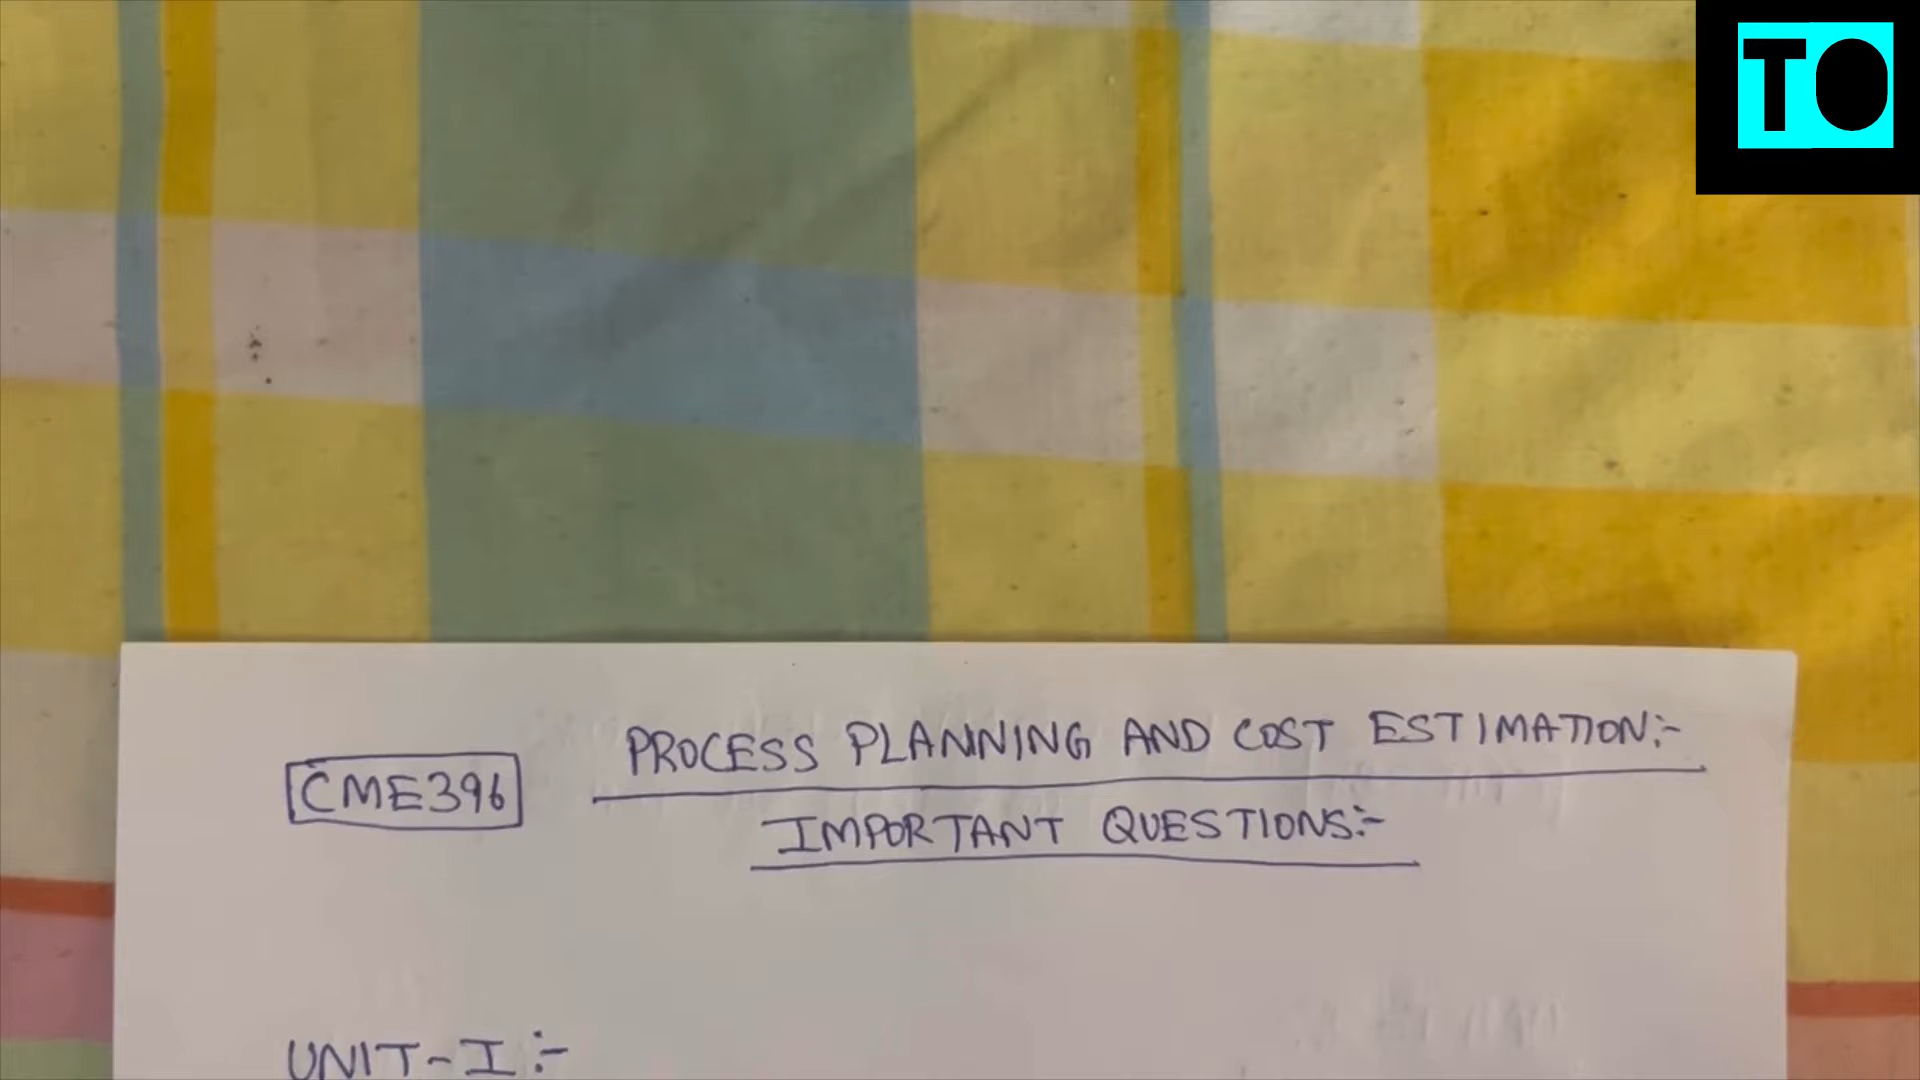 TO
PROCESS PLANNING AND COST ESTIMATION:-
CME396
IMPORTANT QUESTIONS:-
UNIT-I:-